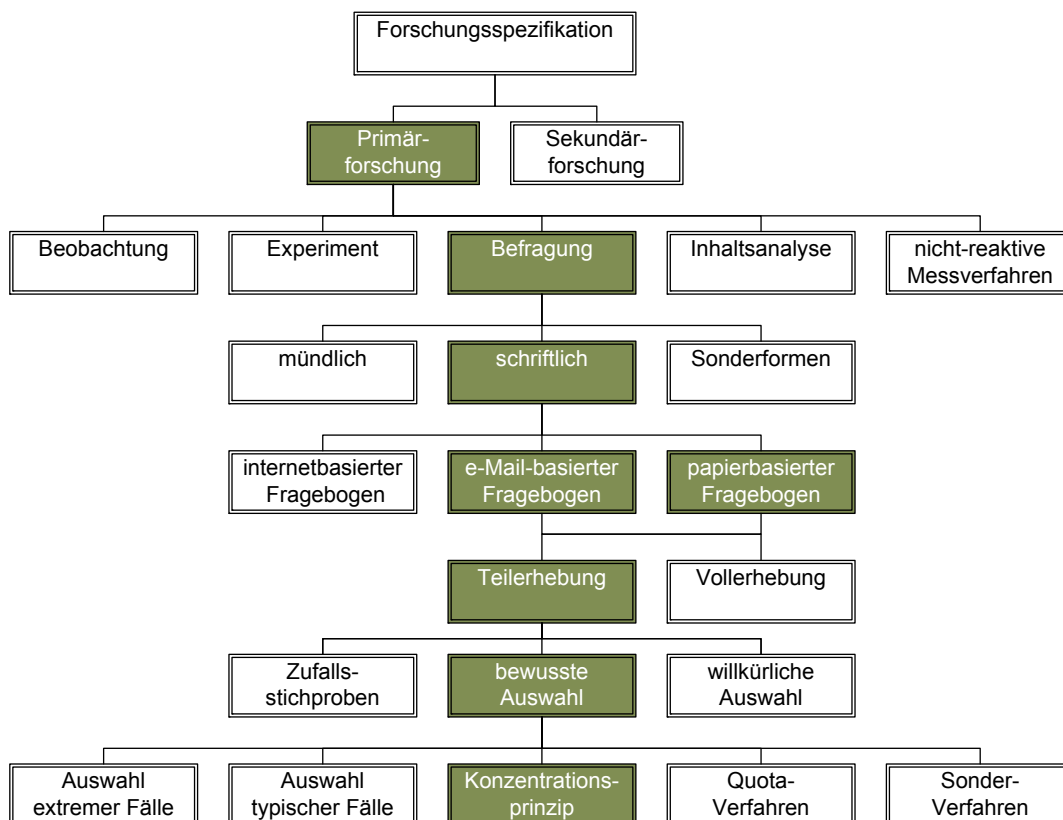 Forschungsspezifikation
Primär-
forschung
Sekundär-
forschung
Beobachtung
Experiment
Befragung
Inhaltsanalyse
nicht-reaktive
Messverfahren
mündlich
schriftlich
Sonderformen
internetbasierter
Fragebogen
e-Mail-basierter
Fragebogen
papierbasierter
Fragebogen
Teilerhebung
Vollerhebung
Zufalls-
stichproben
bewusste
Auswahl
willkürliche
Auswahl
Auswahl
extremer Fälle
Auswahl
typischer Fälle
Konzentrations-
prinzip
Quota-
Verfahren
Sonder-
Verfahren